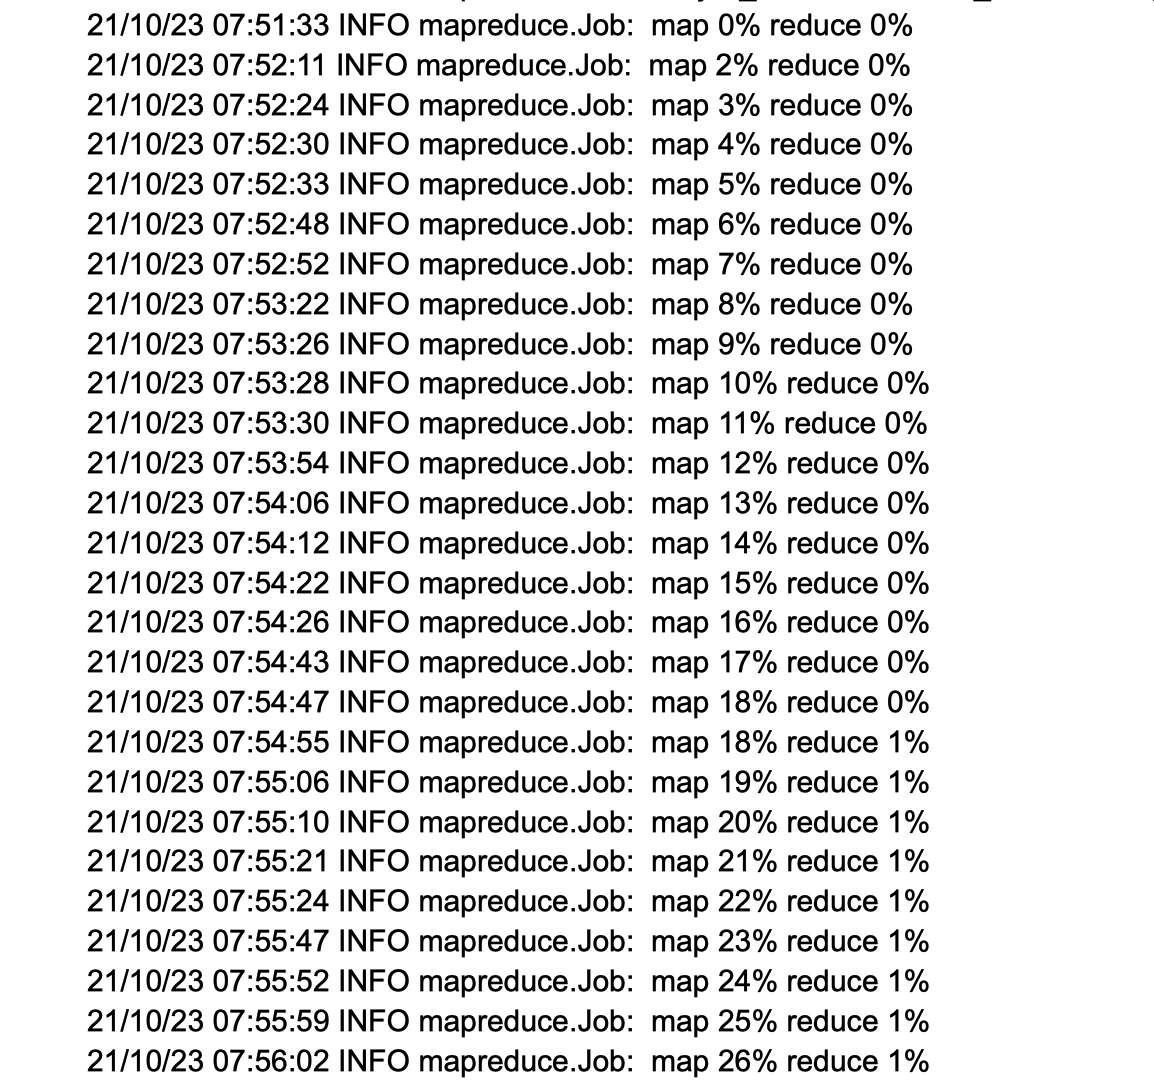 21/10/23 07:51:33 INFO mapreduce.Job:  map 0% reduce 0%
21/10/23 07:52:11 INFO mapreduce.Job:  map 2% reduce 0%
21/10/23 07:52:24 INFO mapreduce.Job:  map 3% reduce 0%
21/10/23 07:52:30 INFO mapreduce.Job:  map 4% reduce 0%
21/10/23 07:52:33 INFO mapreduce.Job:  map 5% reduce 0%
21/10/23 07:52:48 INFO mapreduce.Job:  map 6% reduce 0%
21/10/23 07:52:52 INFO mapreduce.Job:  map 7% reduce 0%
21/10/23 07:53:22 INFO mapreduce.Job:  map 8% reduce 0%
21/10/23 07:53:26 INFO mapreduce.Job:  map 9% reduce 0%
21/10/23 07:53:28 INFO mapreduce.Job:  map 10% reduce 0%
21/10/23 07:53:30 INFO mapreduce.Job:  map 11% reduce 0%
21/10/23 07:53:54 INFO mapreduce.Job:  map 12% reduce 0%
21/10/23 07:54:06 INFO mapreduce.Job:  map 13% reduce 0%
21/10/23 07:54:12 INFO mapreduce.Job:  map 14% reduce 0%
21/10/23 07:54:22 INFO mapreduce.Job:  map 15% reduce 0%
21/10/23 07:54:26 INFO mapreduce.Job:  map 16% reduce 0%
21/10/23 07:54:43 INFO mapreduce.Job:  map 17% reduce 0%
21/10/23 07:54:47 INFO mapreduce.Job:  map 18% reduce 0%
21/10/23 07:54:55 INFO mapreduce.Job:  map 18% reduce 1%
21/10/23 07:55:06 INFO mapreduce.Job:  map 19% reduce 1%
21/10/23 07:55:10 INFO mapreduce.Job:  map 20% reduce 1%
21/10/23 07:55:21 INFO mapreduce.Job:  map 21% reduce 1%
21/10/23 07:55:24 INFO mapreduce.Job:  map 22% reduce 1%
21/10/23 07:55:47 INFO mapreduce.Job:  map 23% reduce 1%
21/10/23 07:55:52 INFO mapreduce.Job:  map 24% reduce 1%
21/10/23 07:55:59 INFO mapreduce.Job:  map 25% reduce 1%
21/10/23 07:56:02 INFO mapreduce.Job:  map 26% reduce 1%